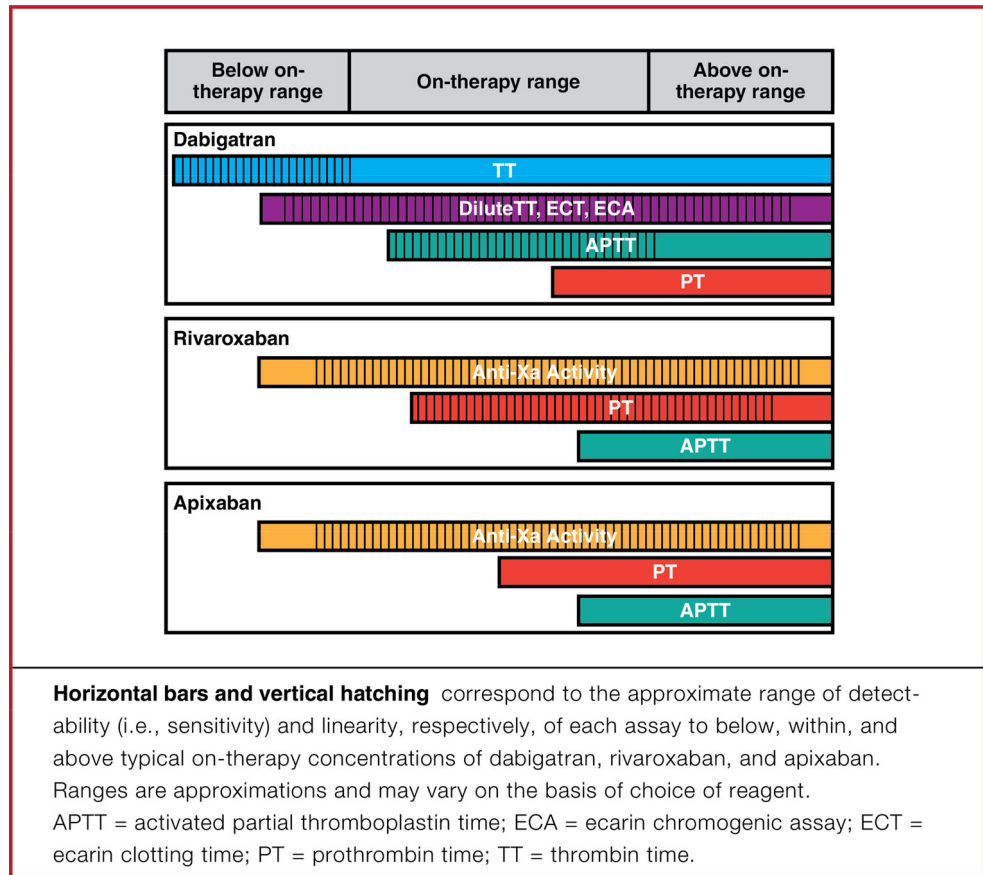 Below on-
therapy range
On-therapy range
Above on-
therapy range
Dabigatran
TT
DiluteTT, ECT, ECA
APTT
PT
Rivaroxaban
Anti-Xa Activity
PT
APTT
Apixaban
Anti-Xa Activity
PT
APTT
Horizontal bars and vertical hatching correspond to the approximate range of detect-
ability (i.e., sensitivity) and linearity, respectively, of each assay to below, within, and
above typical on-therapy concentrations of dabigatran, rivaroxaban, and apixaban.
Ranges are approximations and may vary on the basis of choice of reagent.
APTT = activated partial thromboplastin time; ECA = ecarin chromogenic assay; ECT =
ecarin clotting time; PT = prothrombin time; TT = thrombin time.